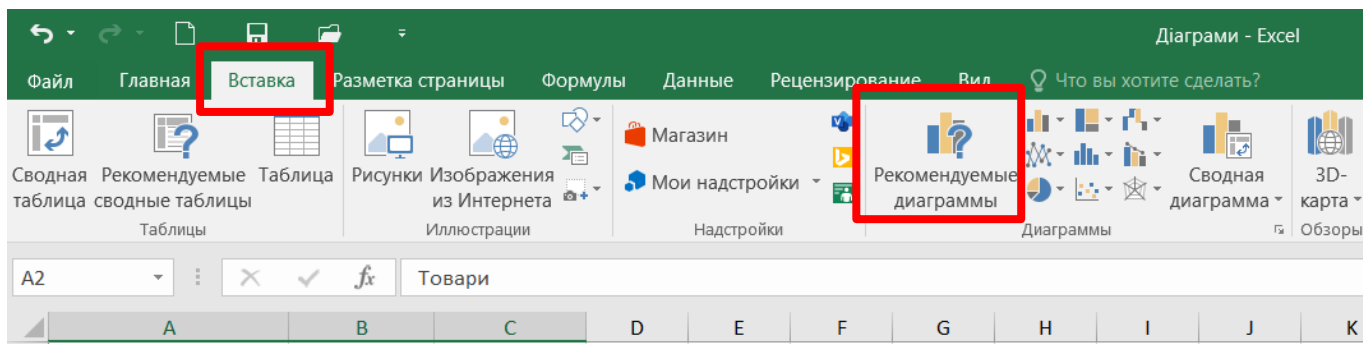 Діаграми - Excel
Файл Главная Вставка Разметка страницы Формулы Данные Рецензирование Вид Что вы хотите сделать?
Сводная таблица
Рекомендуемые сводные таблицы
Таблица
Рисунки
Изображения из Интернета
Магазин
Мои надстройки
Рекомендуемые диаграммы
Сводная диаграмма
3D-карта
Таблицы Иллюстрации Надстройки Диаграммы Обзоры
A2 fx Товари
A B C D E F G H I J K